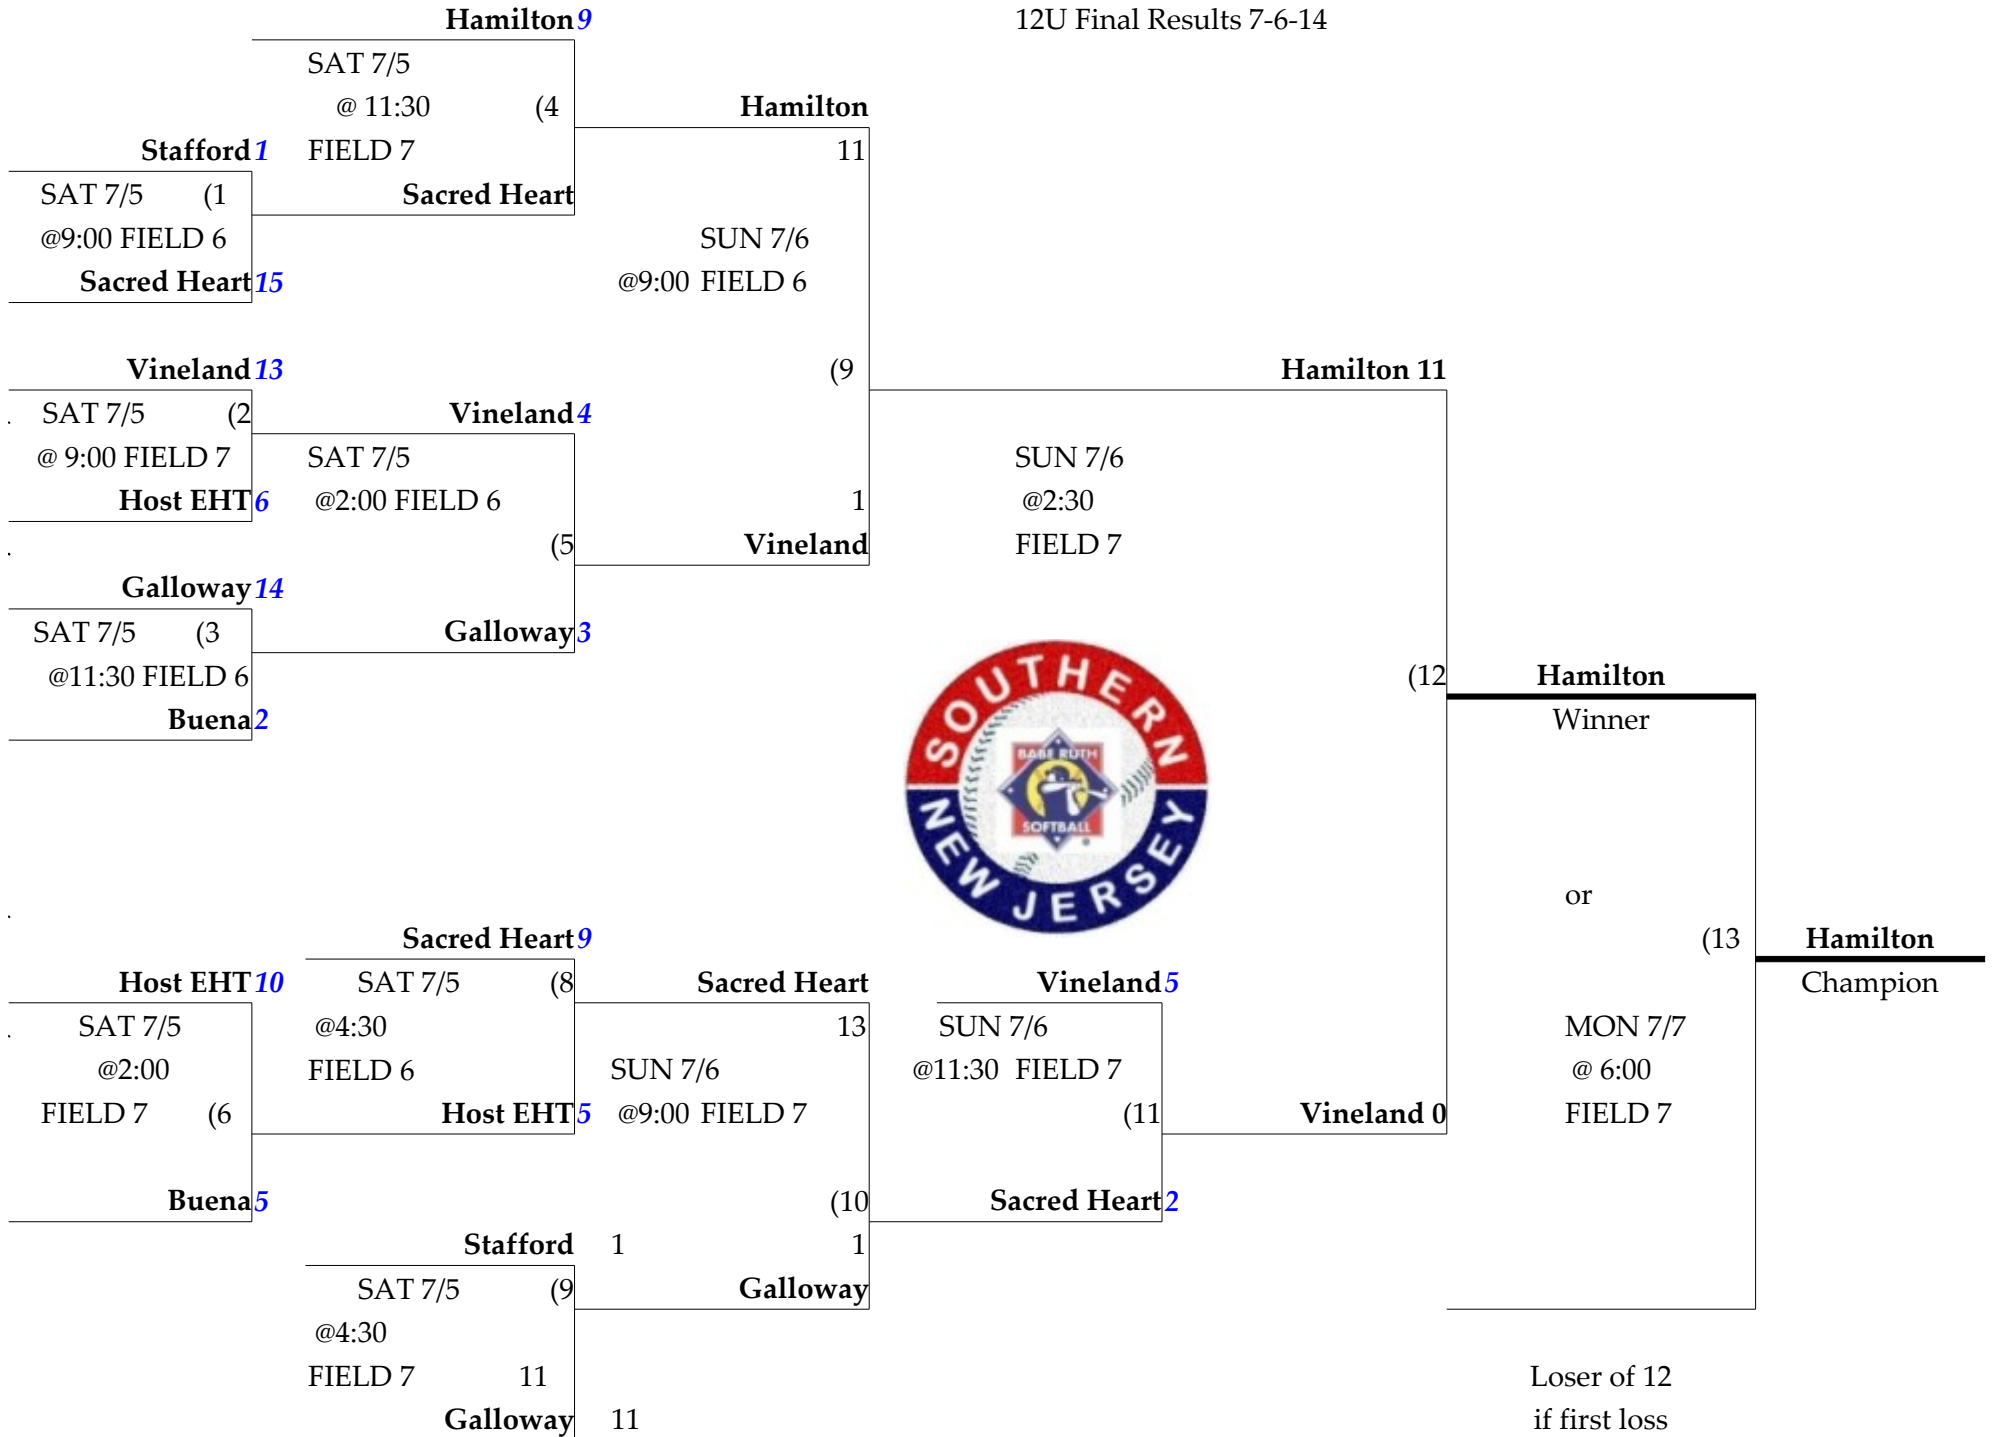 Hamilton 9
12U Final Results 7-6-14
SAT 7/5
@ 11:30 (4
Hamilton
Stafford 1
FIELD 7
11
SAT 7/5 (1
Sacred Heart
@9:00 FIELD 6
SUN 7/6
Sacred Heart 15
@9:00 FIELD 6
Vineland 13
(9
Hamilton 11
SAT 7/5 (2
Vineland 4
@ 9:00 FIELD 7
SAT 7/5
SUN 7/6
Host EHT 6
@2:00 FIELD 6
1
@2:30
(5
Vineland
FIELD 7
Galloway 14
SAT 7/5 (3
Galloway 3
@11:30 FIELD 6
(12
Hamilton
Buena 2
Winner
SOUTHERN
BABE RUTH
SOFTBALL
NEW JERSEY
or
Sacred Heart 9
(13
Hamilton
Host EHT 10
SAT 7/5 (8
Sacred Heart
Vineland 5
Champion
SAT 7/5
@4:30
13
SUN 7/6
MON 7/7
@2:00
FIELD 6
SUN 7/6
@11:30 FIELD 7
@ 6:00
FIELD 7 (6
Host EHT 5
@9:00 FIELD 7
(11
Vineland 0
FIELD 7
Buena 5
(10
Sacred Heart 2
Stafford 1
1
SAT 7/5 (9
Galloway
@4:30
FIELD 7 11
Loser of 12
Galloway 11
if first loss